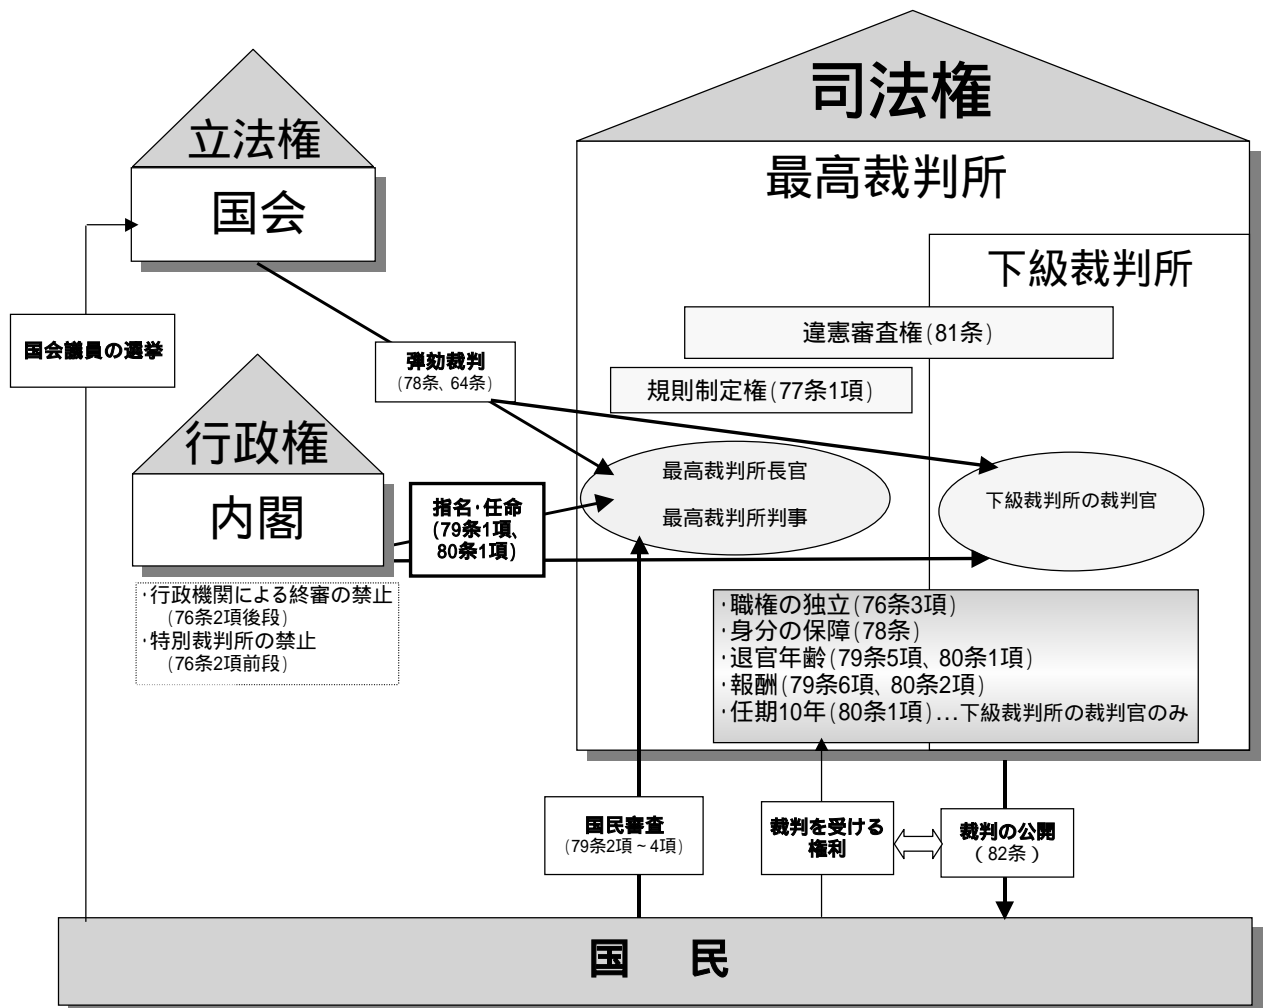 司法権
最高裁判所
下級裁判所
違憲審査権(81条)
規則制定権(77条1項)
最高裁判所長官
最高裁判所判事
下級裁判所の裁判官
・職権の独立(76条3項)
・身分の保障(78条)
・退官年齢(79条5項、80条1項)
・報酬(79条6項、80条2項)
・任期10年(80条1項)…下級裁判所の裁判官のみ
立法権
国会
国会議員の選挙
弾劾裁判
(78条、64条)
行政権
内閣
指名・任命
(79条1項、
80条1項)
・行政機関による終審の禁止
(76条2項後段)
・特別裁判所の禁止
(76条2項前段)
国民審査
(79条2項~4項)
裁判を受ける
権利
裁判の公開
(82条)
国 民